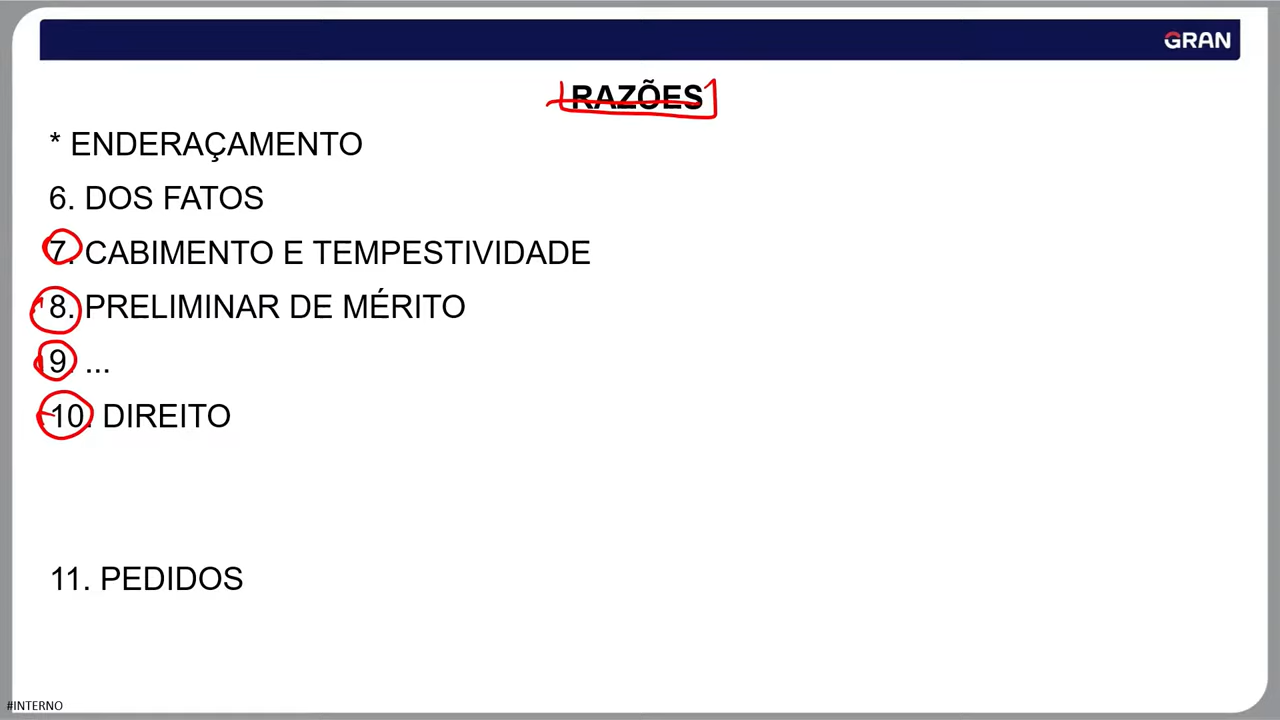 GRAN
RAZÕES
* ENDERAÇAMENTO
6. DOS FATOS
7. CABIMENTO E TEMPESTIVIDADE
8. PRELIMINAR DE MÉRITO
9. ...
10. DIREITO
11. PEDIDOS
#INTERNO